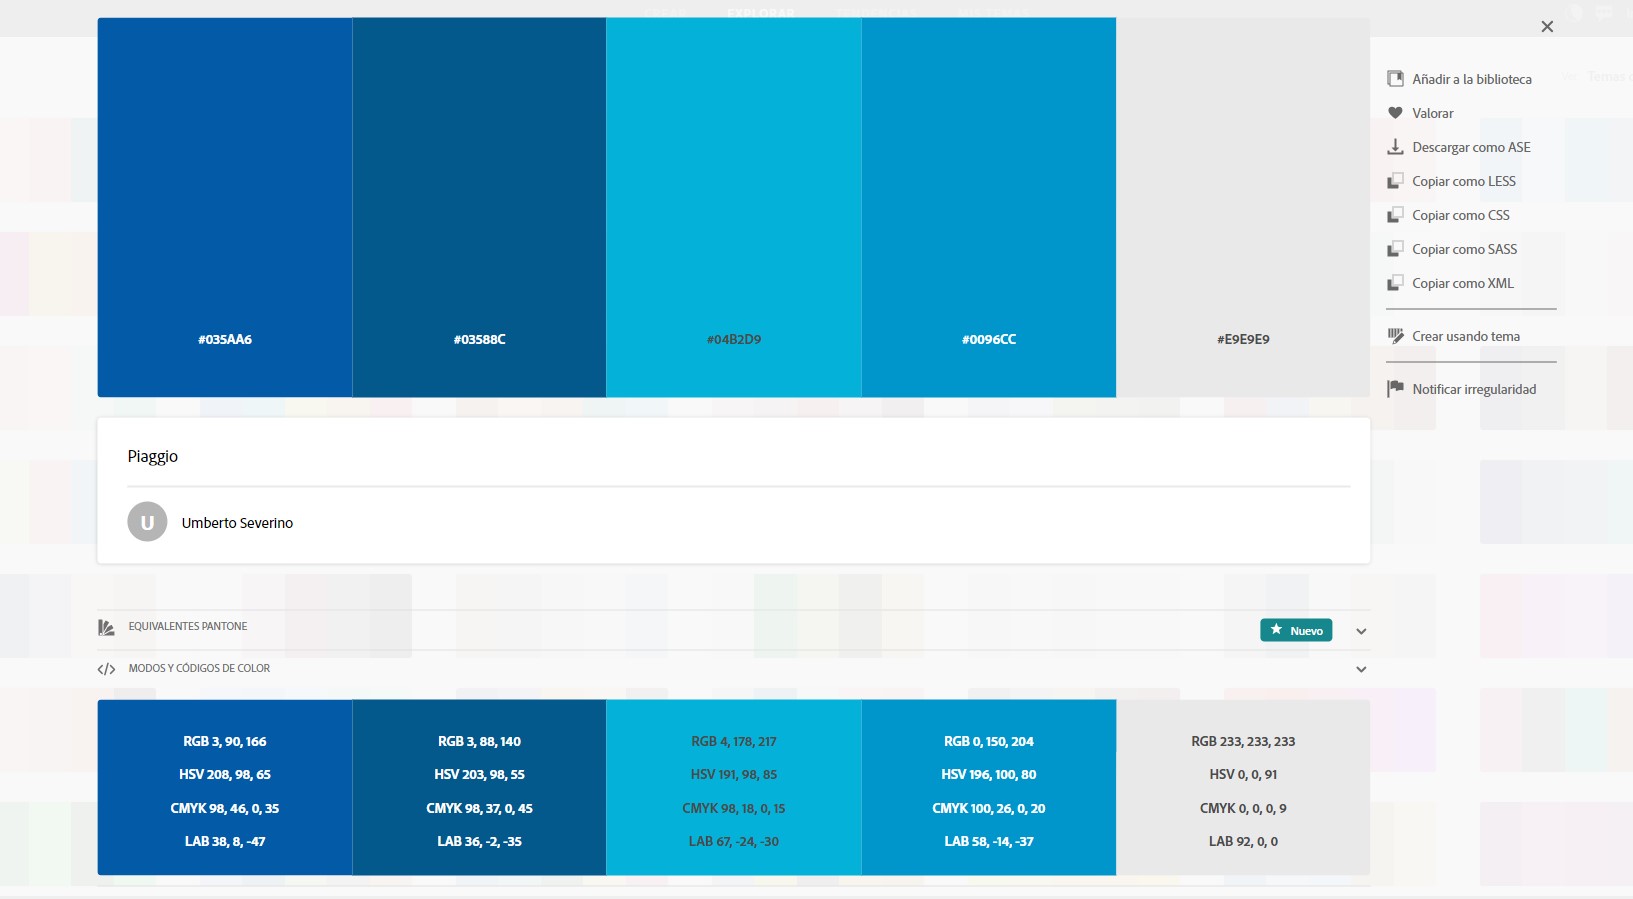 CREAR EXPLORAR TENDENCIAS MIS TEMAS
#035AA6
#03588C
#04B2D9
#0096CC
#E9E9E9
Añadir a la biblioteca
Valorar
Descargar como ASE
Copiar como LESS
Copiar como CSS
Copiar como SASS
Copiar como XML
Crear usando tema
Notificar irregularidad
Piaggio
U
Umberto Severino
EQUIVALENTES PANTONE
Nuevo
MODOS Y CÓDIGOS DE COLOR
RGB 3, 90, 166
HSV 208, 98, 65
CMYK 98, 46, 0, 35
LAB 38, 8, -47
RGB 3, 88, 140
HSV 203, 98, 55
CMYK 98, 37, 0, 45
LAB 36, -2, -35
RGB 4, 178, 217
HSV 191, 98, 85
CMYK 98, 18, 0, 15
LAB 67, -24, -30
RGB 0, 150, 204
HSV 196, 100, 80
CMYK 100, 26, 0, 20
LAB 58, -14, -37
RGB 233, 233, 233
HSV 0, 0, 91
CMYK 0, 0, 0, 9
LAB 92, 0, 0